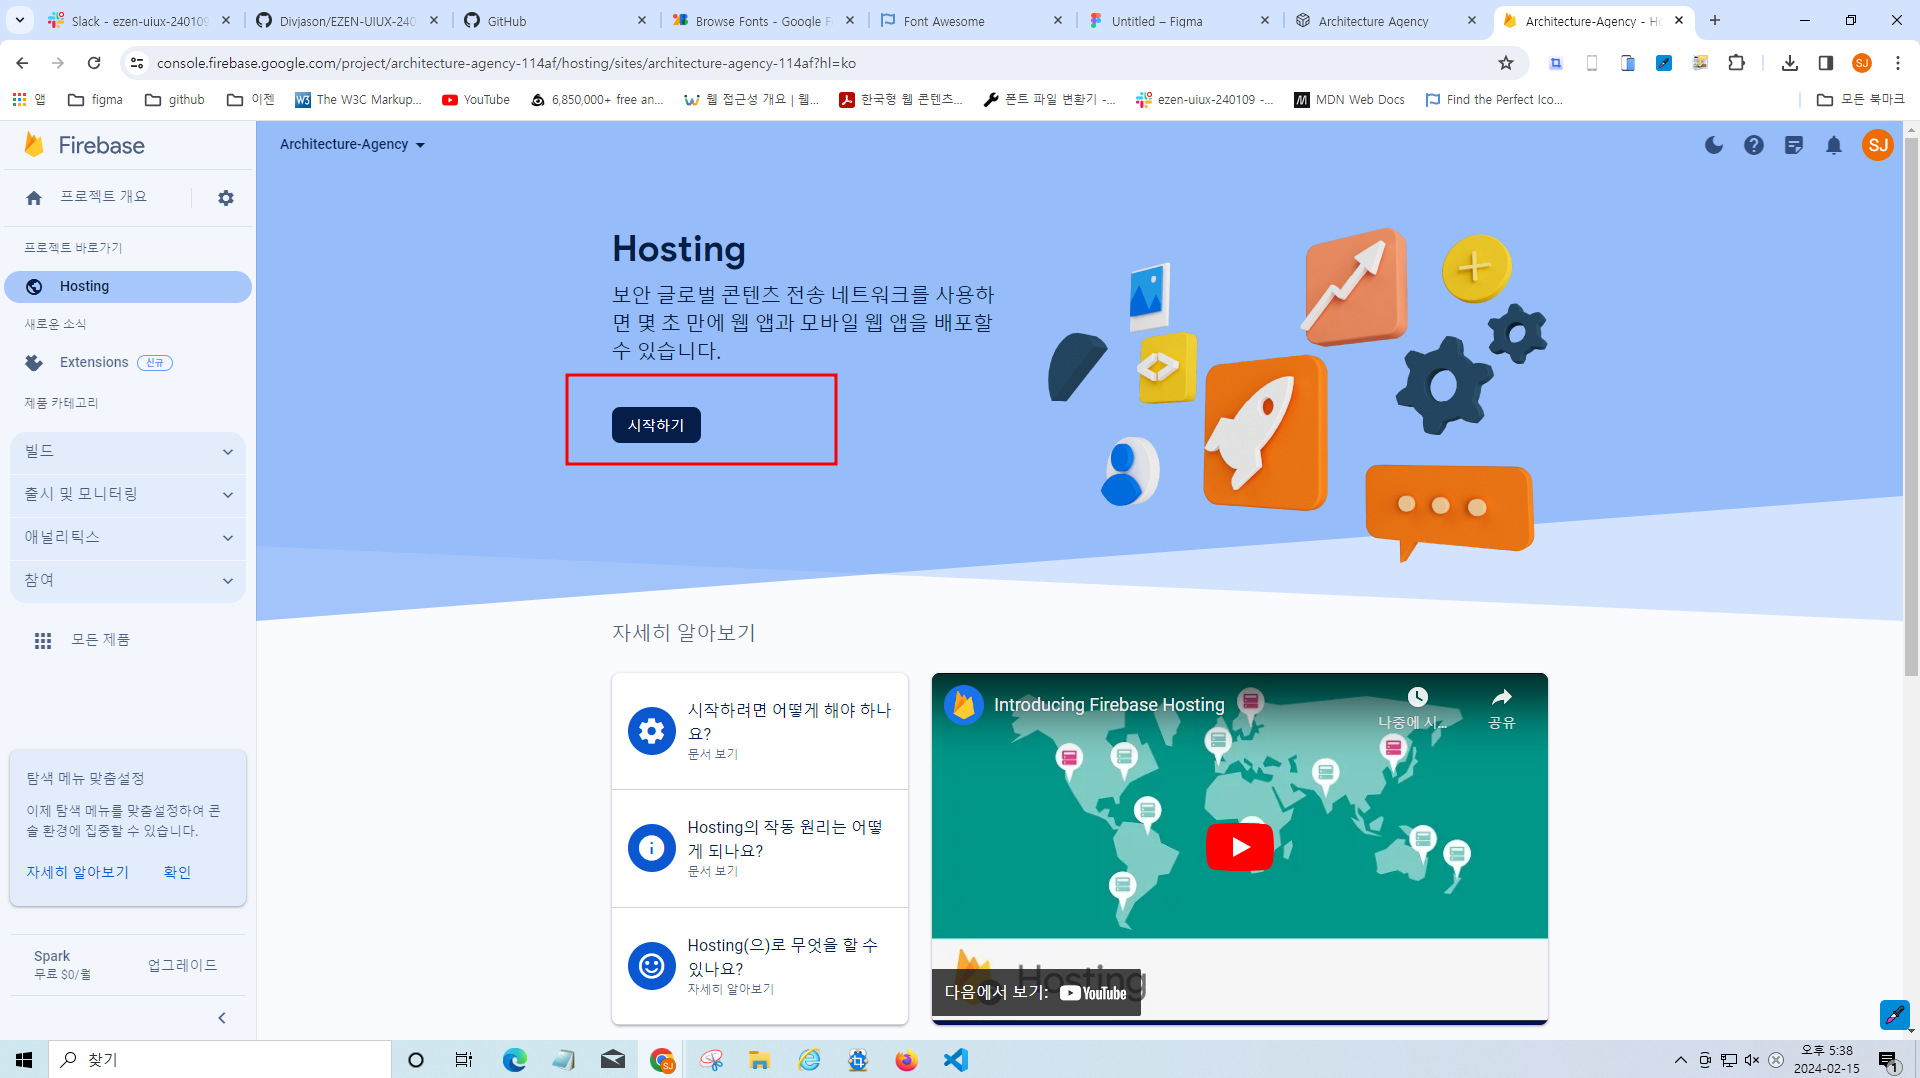 Slack - ezen-uiux-240109
Divjason/EZEN-UIUX-240
GitHub
Browse Fonts - Google F
Font Awesome
Untitled – Figma
Architecture Agency
Architecture-Agency - Ho
console.firebase.google.com/project/architecture-agency-114af/hosting/sites/architecture-agency-114af?hl=ko
SJ
앱
figma
github
이젠
The W3C Markup...
YouTube
6,850,000+ free an...
웹 접근성 개요 | 웹...
한국형 웹 콘텐츠...
폰트 파일 변환기 -...
ezen-uiux-240109 -...
MDN Web Docs
Find the Perfect Ico...
모든 북마크
Firebase
Architecture-Agency
SJ
프로젝트 개요
프로젝트 바로가기
Hosting
새로운 소식
Extensions 신규
제품 카테고리
빌드
출시 및 모니터링
애널리틱스
참여
모든 제품
탐색 메뉴 맞춤설정
이제 탐색 메뉴를 맞춤설정하여 콘
솔 환경에 집중할 수 있습니다.
자세히 알아보기 확인
Spark
무료 $0/월
업그레이드
Hosting
보안 글로벌 콘텐츠 전송 네트워크를 사용하
면 몇 초 만에 웹 앱과 모바일 웹 앱을 배포할
수 있습니다.
시작하기
자세히 알아보기
시작하려면 어떻게 해야 하나
요?
문서 보기
Hosting의 작동 원리는 어떻
게 되나요?
문서 보기
Hosting(으)로 무엇을 할 수
있나요?
자세히 알아보기
Introducing Firebase Hosting
나중에 시...
공유
Hosting
다음에서 보기: YouTube
찾기
SJ
오후 5:38
2024-02-15
1